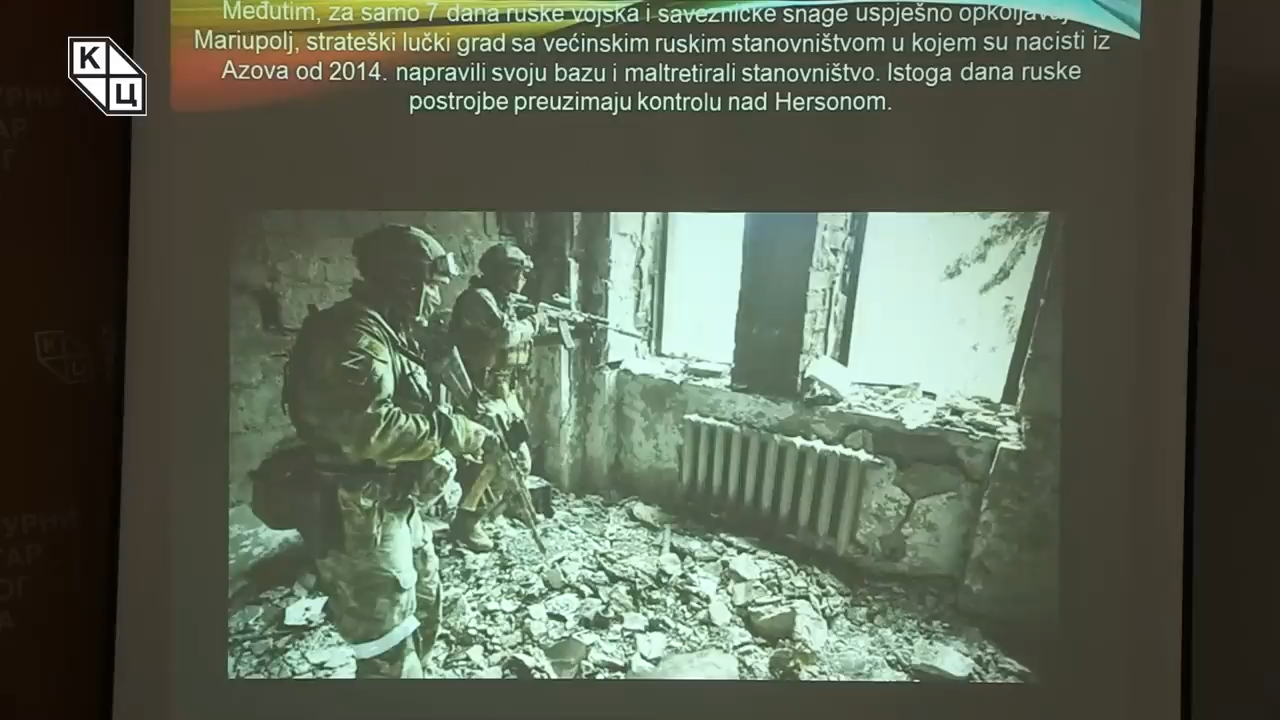 Međutim, za samo 7 dana ruske vojska i savezničke snage uspješno
Mariupolj, strateški lučki grad sa većinskim ruskim stanovništvom u kojem su nacisti iz
Azova od 2014. napravili svoju bazu i maltretirali stanovništvo. Istoga dana ruske
postrojbe preuzimaju kontrolu nad Hersonom.
К
Ц